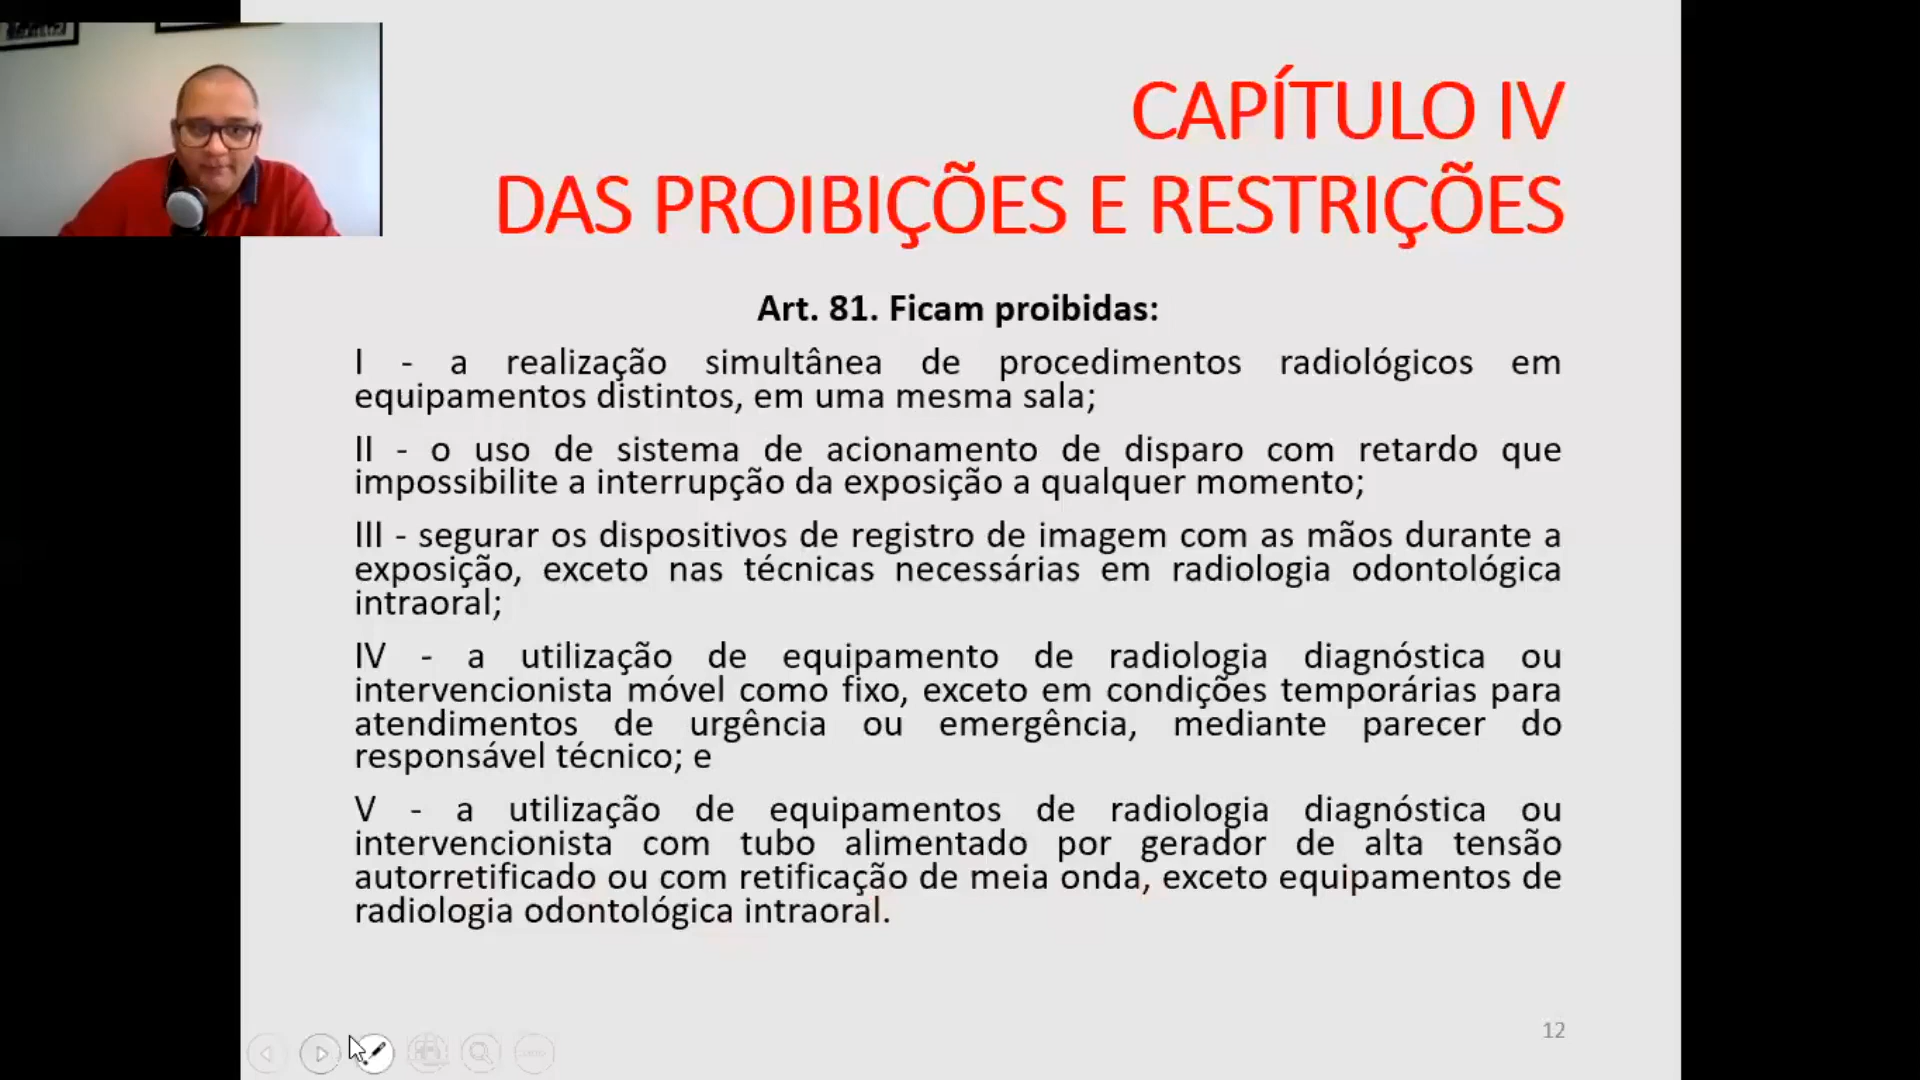 CAPÍTULO IV
DAS PROIBIÇÕES E RESTRIÇÕES
Art. 81. Ficam proibidas:
I - a realização simultânea de procedimentos radiológicos em
equipamentos distintos, em uma mesma sala;
II - o uso de sistema de acionamento de disparo com retardo que
impossibilite a interrupção da exposição a qualquer momento;
III - segurar os dispositivos de registro de imagem com as mãos durante a
exposição, exceto nas técnicas necessárias em radiologia odontológica
intraoral;
IV - a utilização de equipamento de radiologia diagnóstica ou
intervencionista móvel como fixo, exceto em condições temporárias para
atendimentos de urgência ou emergência, mediante parecer do
responsável técnico; e
V - a utilização de equipamentos de radiologia diagnóstica ou
intervencionista com tubo alimentado por gerador de alta tensão
autorretificado ou com retificação de meia onda, exceto equipamentos de
radiologia odontológica intraoral.
12